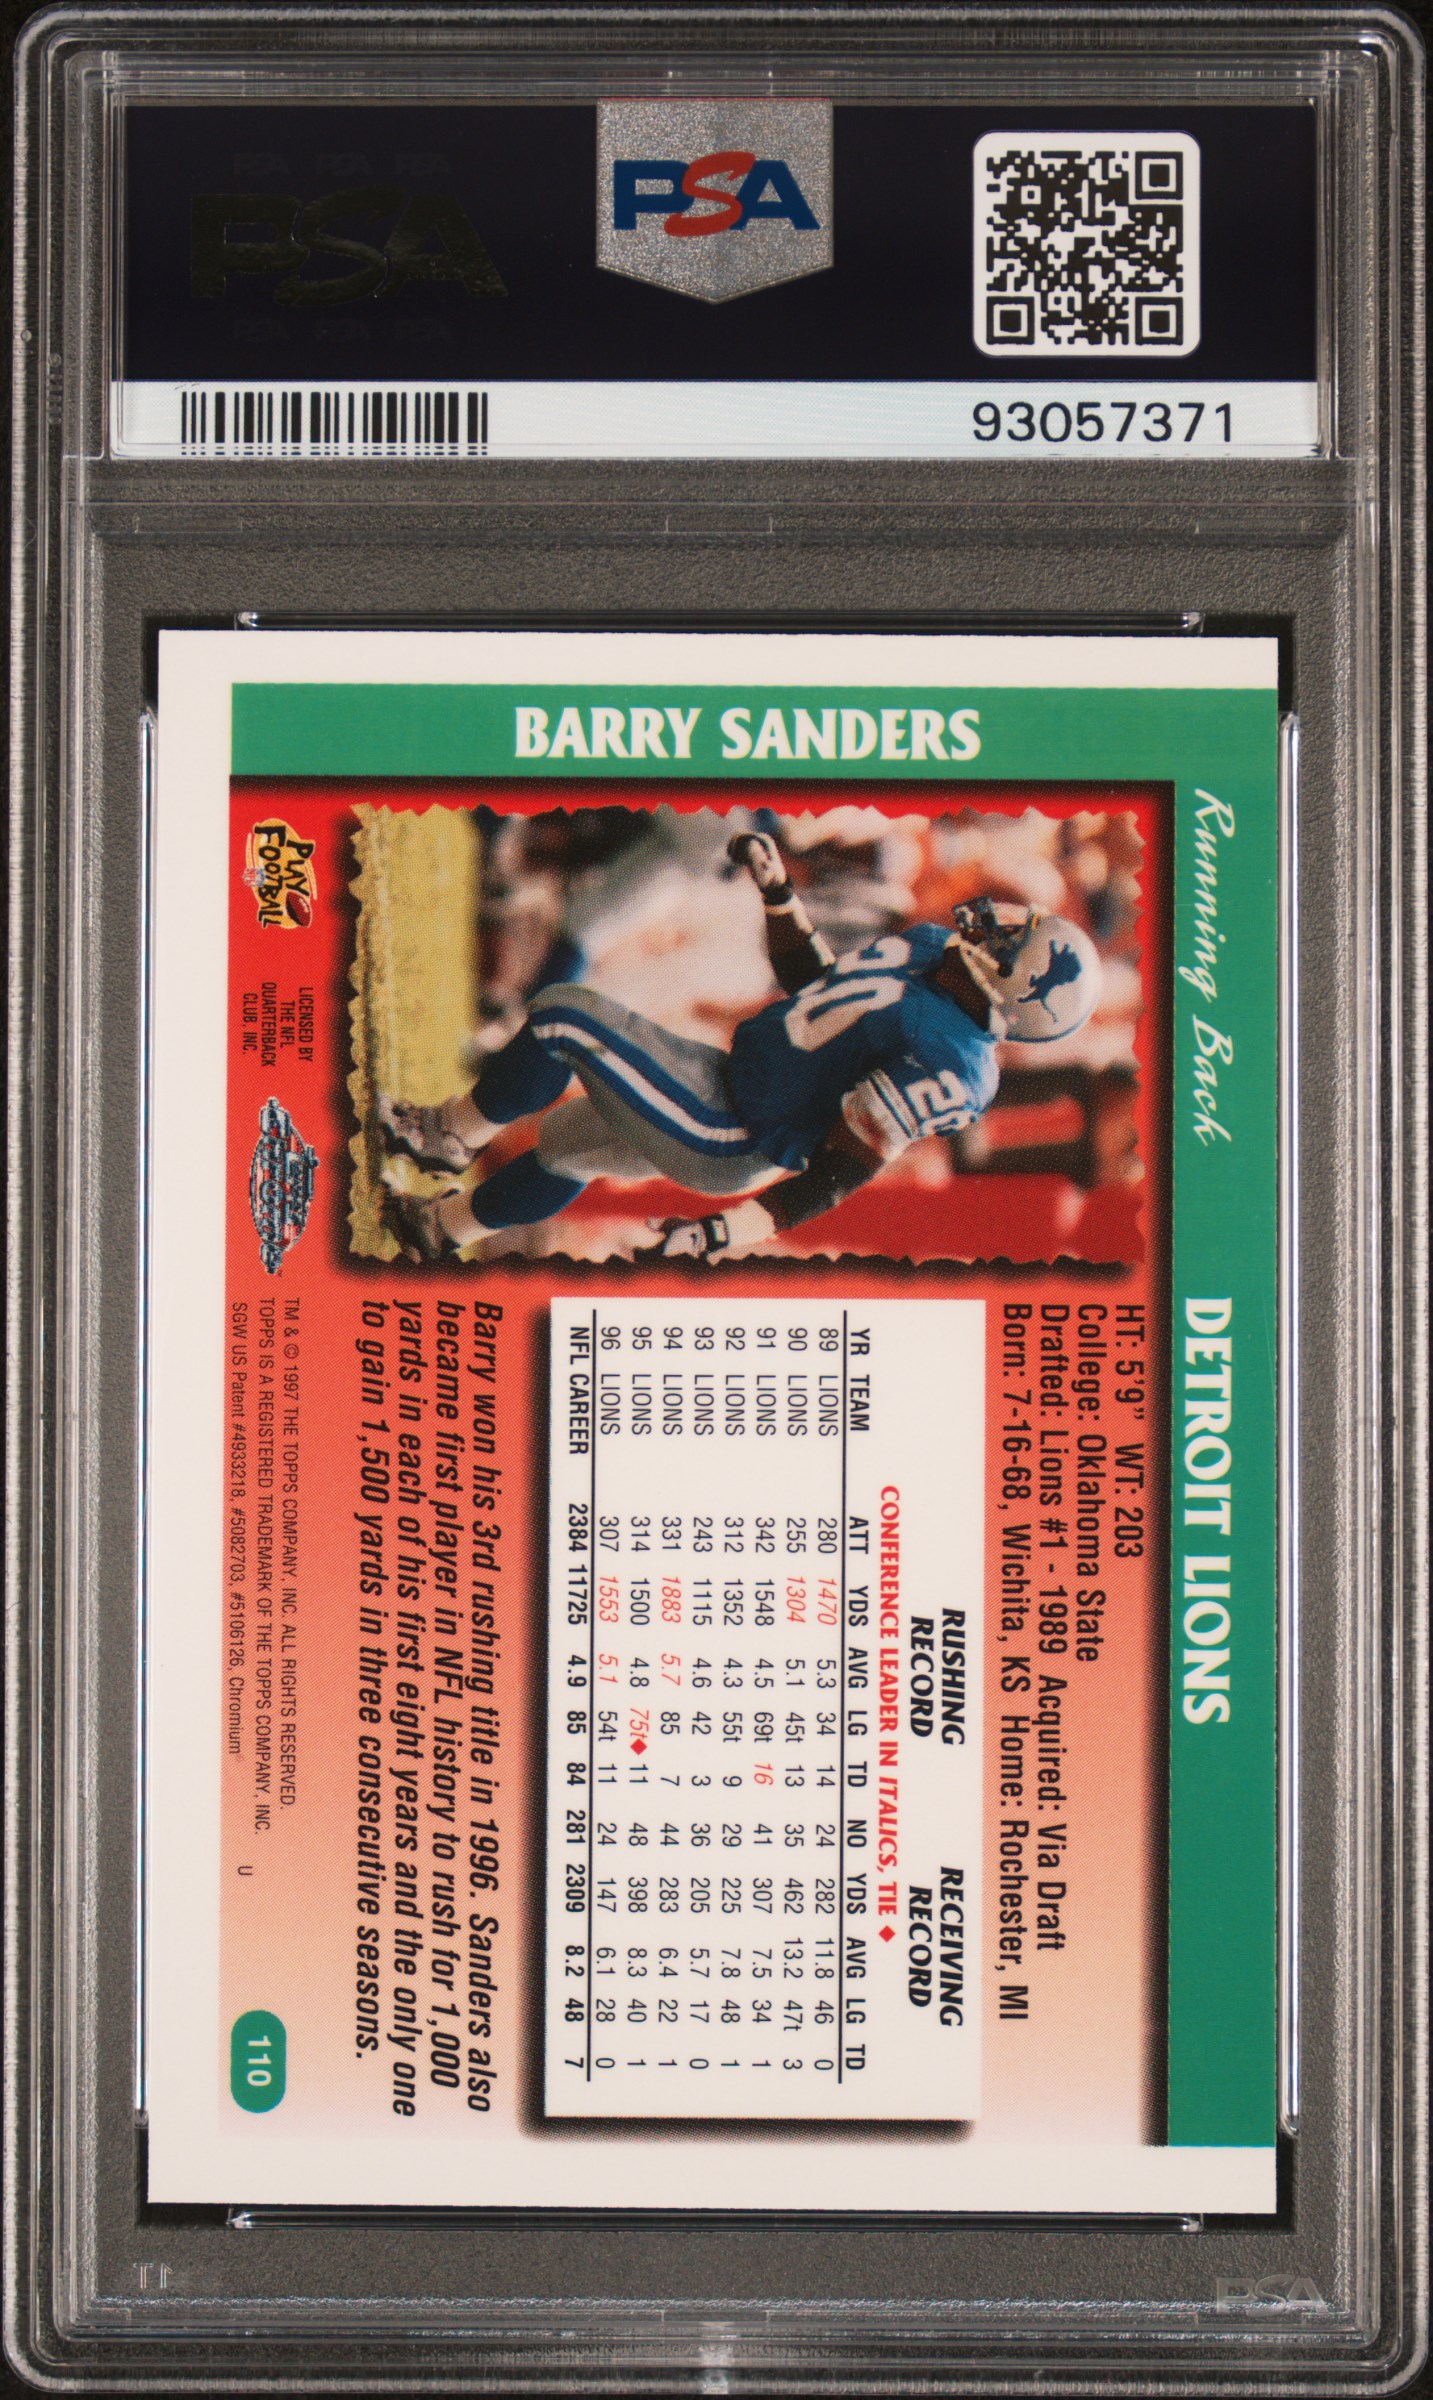 PSA
PSA
93057371
BARRY SANDERS
Running Back
DETROIT LIONS
HT: 5'9" WT: 203
College: Oklahoma State
Drafted: Lions #1 - 1989 Acquired: Via Draft
Born: 7-16-68, Wichita, KS Home: Rochester, MI
RUSHING RECORD
RECEIVING RECORD
CONFERENCE LEADER IN ITALICS, TIE ♦
YR TEAM ATT YDS AVG LG TD NO YDS AVG LG TD
89 LIONS 280 1470 5.3 34 14 24 282 11.8 46 0
90 LIONS 255 1304 5.1 45t 13 35 462 13.2 47t 3
91 LIONS 342 1548 4.5 69t 16 41 307 7.5 34 1
92 LIONS 312 1352 4.3 55t 9 29 225 7.8 48 1
93 LIONS 243 1115 4.6 42 3 36 205 5.7 17 0
94 LIONS 331 1883 5.7 85 7 44 283 6.4 22 1
95 LIONS 314 1500 4.8 75t♦ 11 48 398 8.3 40 1
96 LIONS 307 1553 5.1 54t 11 24 147 6.1 28 0
NFL CAREER 2384 11725 4.9 85 84 281 2309 8.2 48 7
Barry won his 3rd rushing title in 1996. Sanders also
became first player in NFL history to rush for 1,000
yards in each of his first eight years and the only one
to gain 1,500 yards in three consecutive seasons.
20
20
PLAY
FOOTBALL
LICENSED BY
THE NFL
QUARTERBACK
CLUB, INC.
TM & © 1997 THE TOPPS COMPANY, INC. ALL RIGHTS RESERVED.
TOPPS IS A REGISTERED TRADEMARK OF THE TOPPS COMPANY, INC.
SGW US Patent #4933218, #5082703, #5106126, Chromium®
U
110
PSA